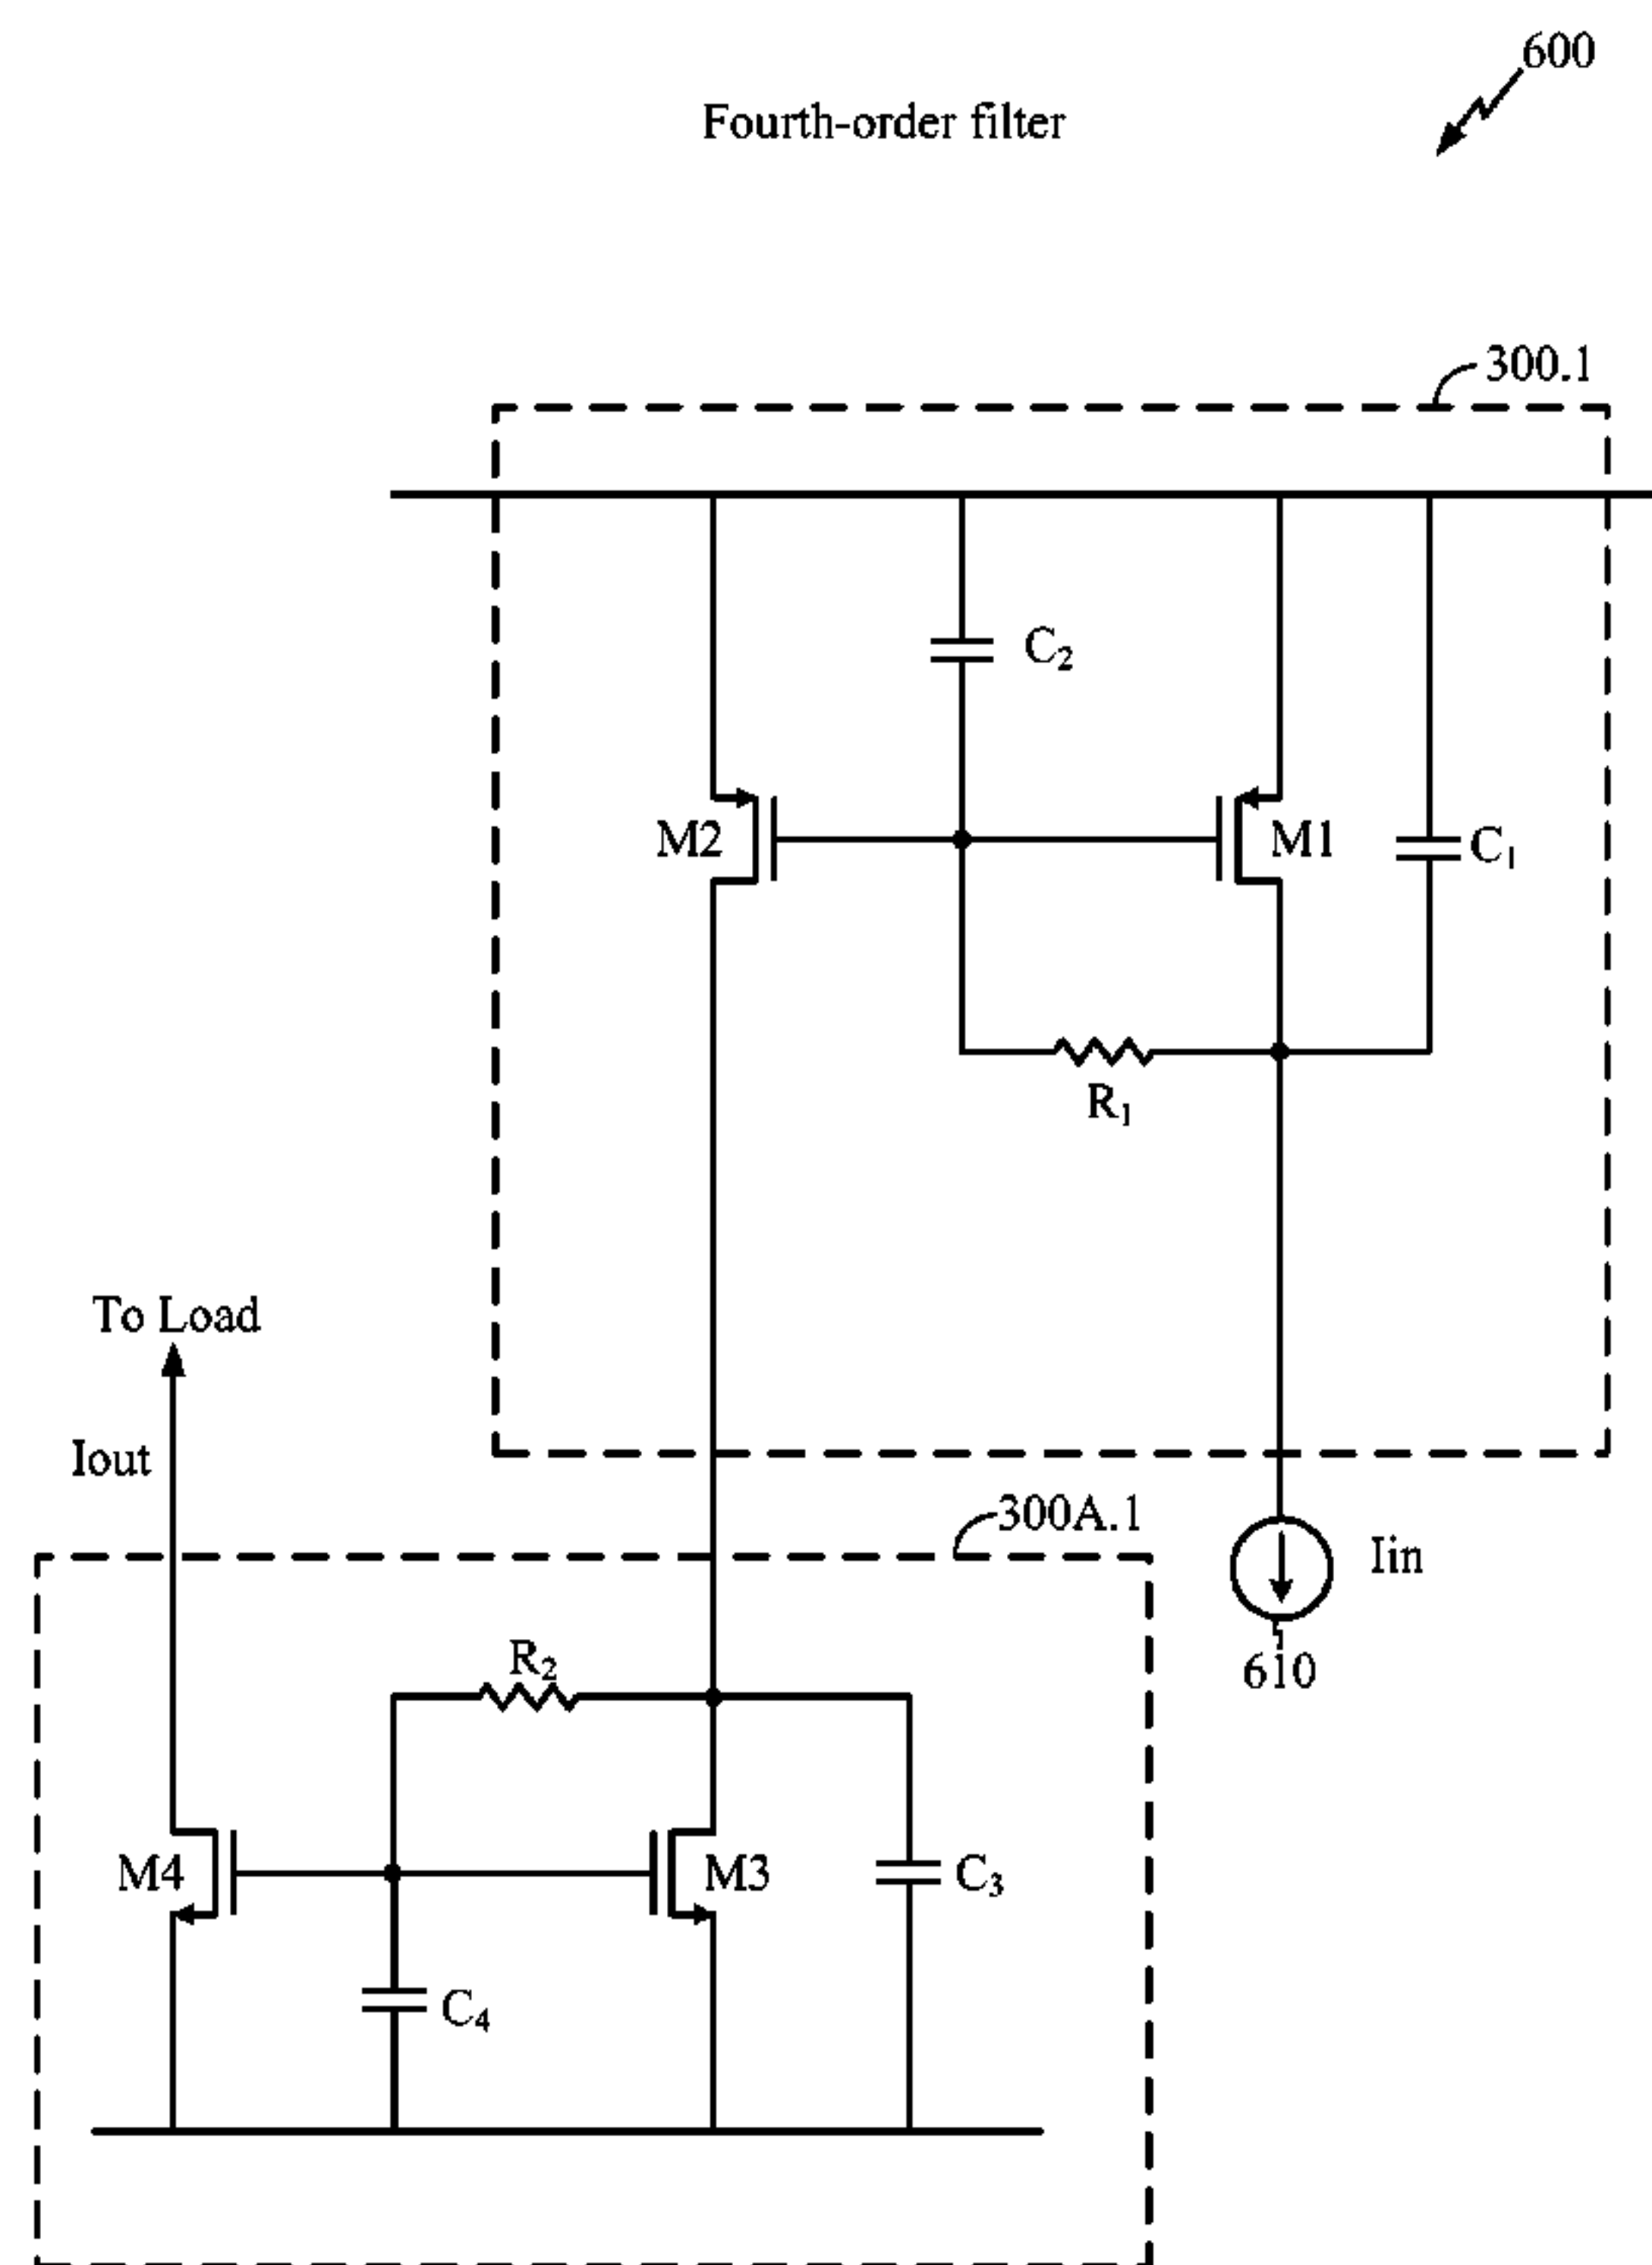 600
Fourth-order filter
300.1
C₂
M2
M1
C₁
R₁
To Load
Iout
300A.1
Iin
R₂
610
M4
M3
C₃
C₄